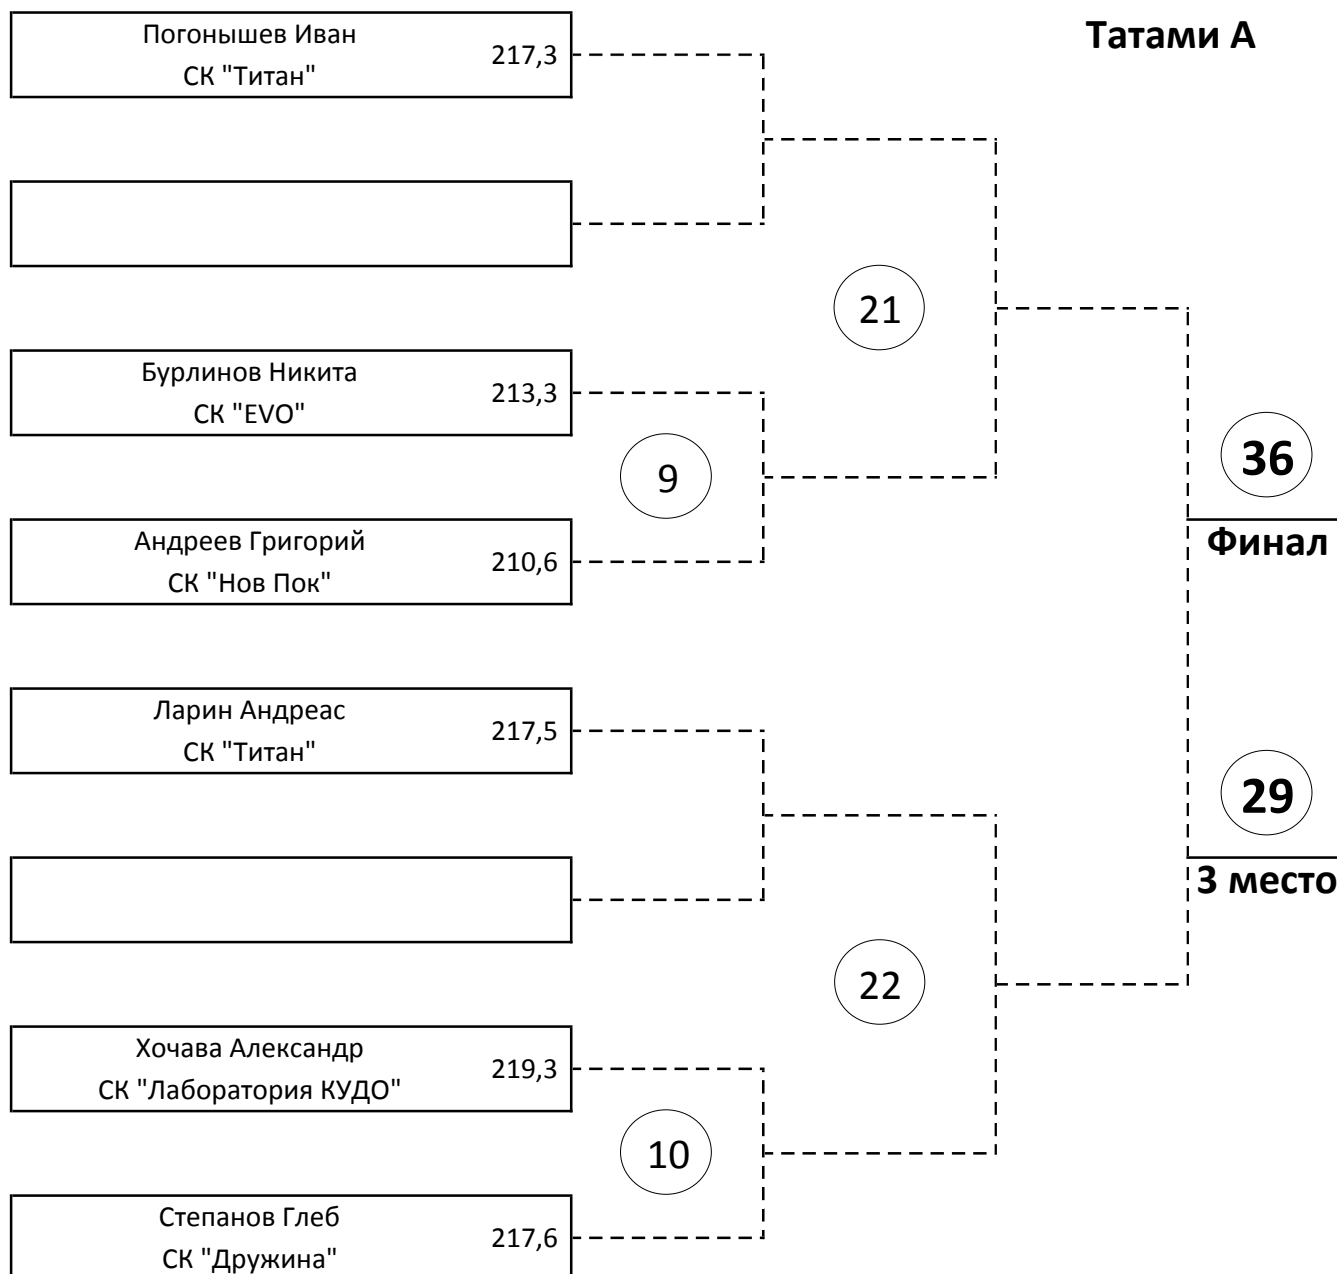 Татами А
Погонышев Иван
217,3
СК "Титан"
21
Бурлинов Никита
213,3
СК "EVO"
9
36
Андреев Григорий
210,6
СК "Нов Пок"
Финал
Ларин Андреас
217,5
СК "Титан"
29
3 место
22
Хочава Александр
219,3
СК "Лаборатория КУДО"
10
Степанов Глеб
217,6
СК "Дружина"